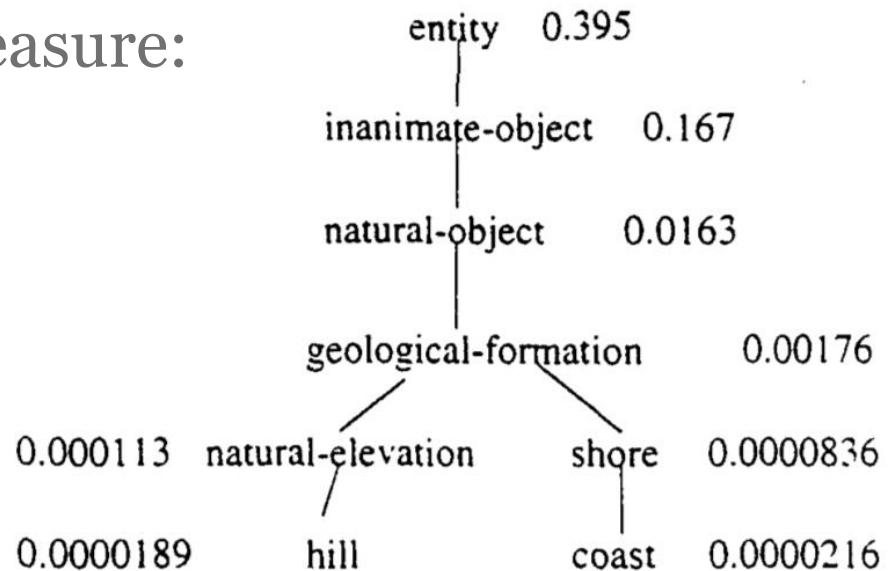 easure:
entity 0.395
inanimate-object 0.167
natural-object 0.0163
geological-formation 0.00176
0.000113 natural-elevation shore 0.0000836
0.0000189 hill coast 0.0000216